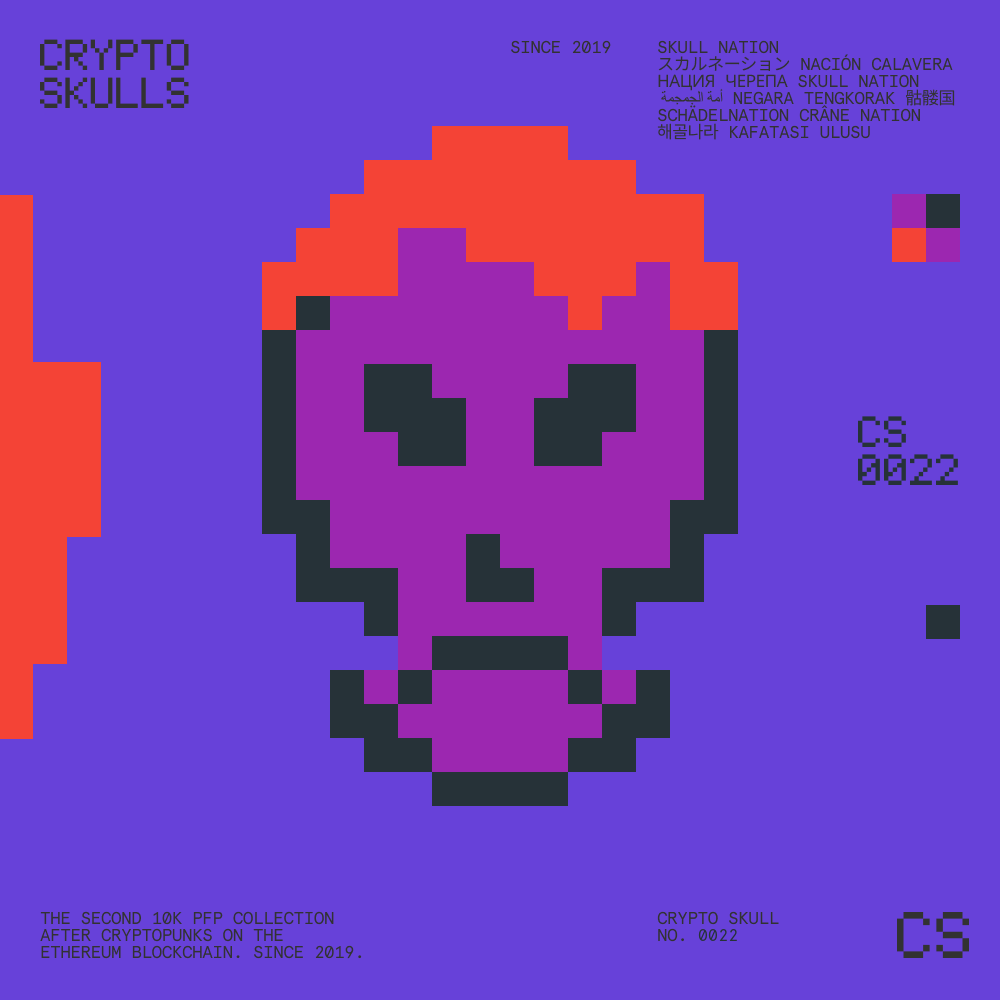 CRYPTO
SKULLS
SINCE 2019
SKULL NATION
スカルネーション NACIÓN CALAVERA
НАЦИЯ ЧЕРЕПА SKULL NATION
أمة الجمجمة NEGARA TENGKORAK 骷髅国
SCHÄDELNATION CRÂNE NATION
해골나라 KAFATASI ULUSU
CS
0022
THE SECOND 10K PFP COLLECTION
AFTER CRYPTOPUNKS ON THE
ETHEREUM BLOCKCHAIN. SINCE 2019.
CRYPTO SKULL
NO. 0022
CS